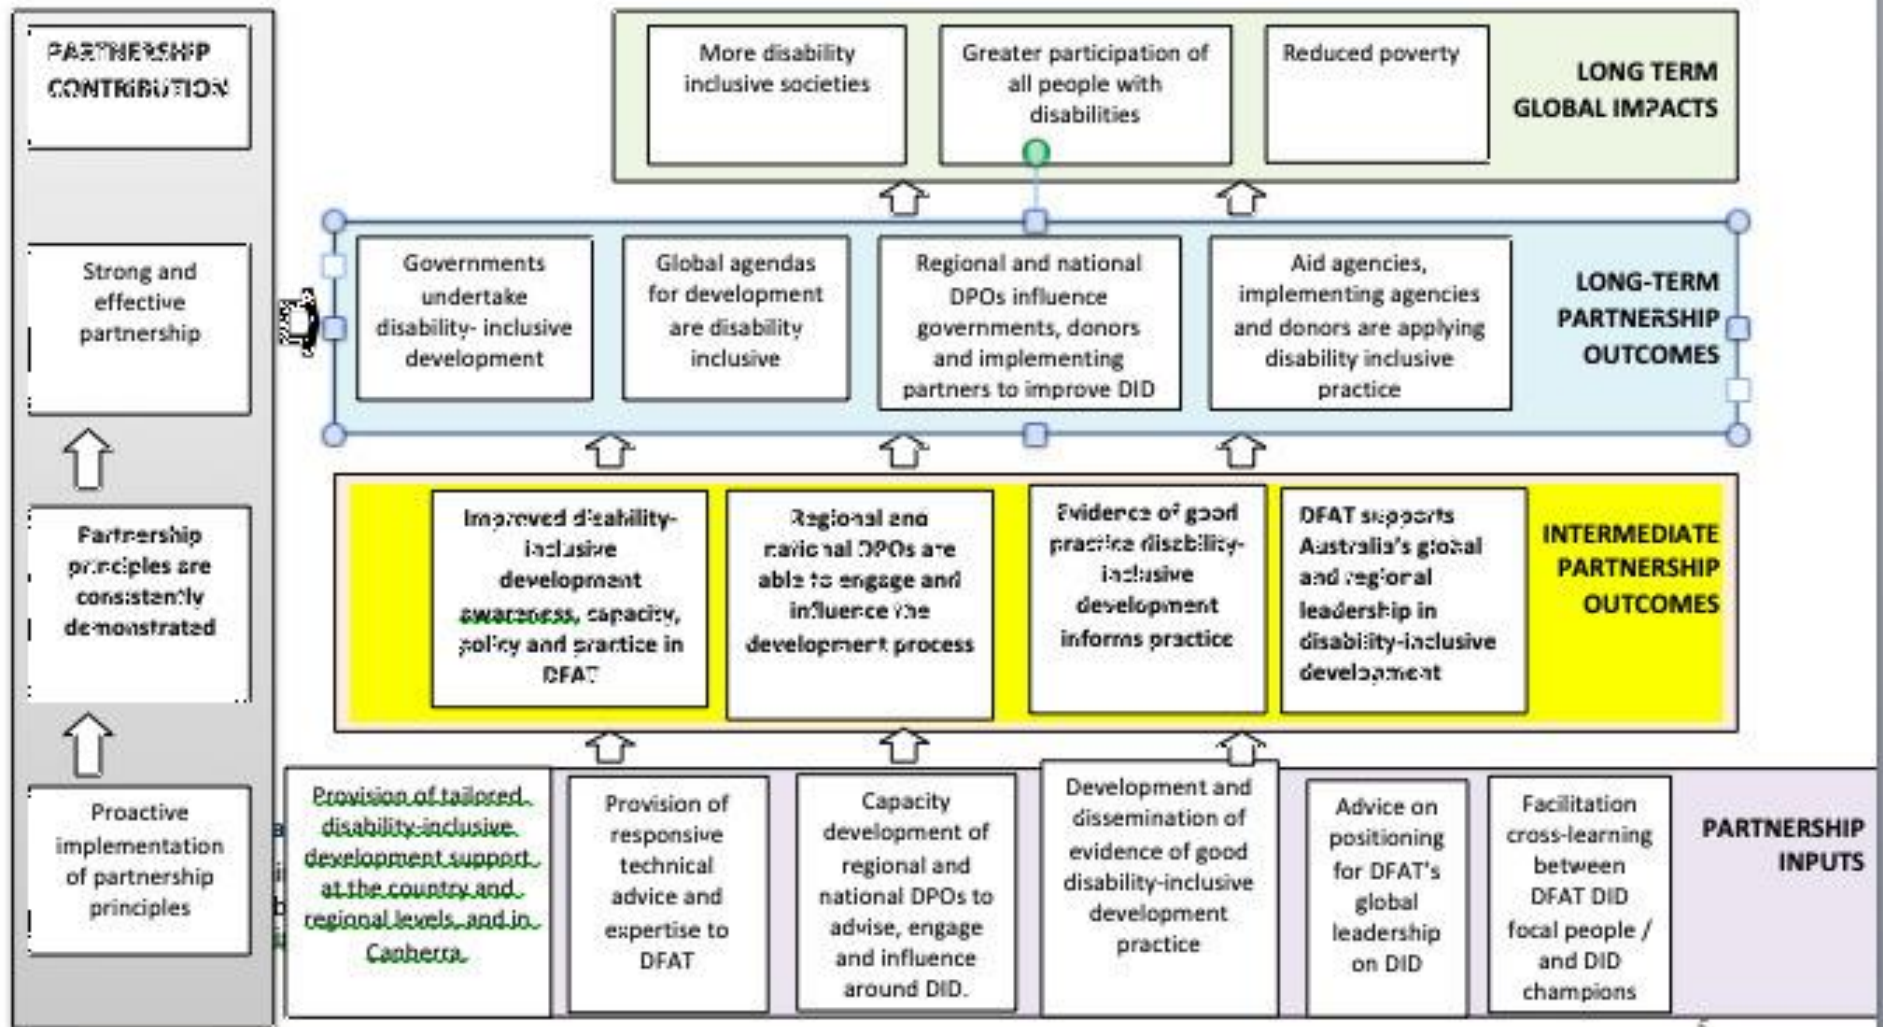 PARTNERSHIP
CONTRIBUTION
Strong and
effective
partnership
Partnership
principles are
consistently
demonstrated
Proactive
implementation
of partnership
principles
More disability
inclusive societies
Greater participation of
all people with
disabilities
Reduced poverty
LONG TERM
GLOBAL IMPACTS
Governments
undertake
disability- inclusive
development
Global agendas
for development
are disability
inclusive
Regional and national
DPOs influence
governments, donors
and implementing
partners to improve DID
Aid agencies,
implementing agencies
and donors are applying
disability inclusive
practice
LONG-TERM
PARTNERSHIP
OUTCOMES
Improved disability-
inclusive
development
awareness, capacity,
policy and practice in
DFAT
Regional and
national DPOs are
able to engage and
influence the
development process
Evidence of good
practice disability-
inclusive
development
informs practice
DFAT supports
Australia's global
and regional
leadership in
disability-inclusive
development
INTERMEDIATE
PARTNERSHIP
OUTCOMES
Provision of tailored
disability-inclusive
development support
at the country and
regional levels, and in
Canberra.
Provision of
responsive
technical
advice and
expertise to
DFAT
Capacity
development of
regional and
national DPOs to
advise, engage
and influence
around DID.
Development and
dissemination of
evidence of good
disability-inclusive
development
practice
Advice on
positioning
for DFAT's
global
leadership
on DID
Facilitation
cross-learning
between
DFAT DID
focal people /
and DID
champions
PARTNERSHIP
INPUTS